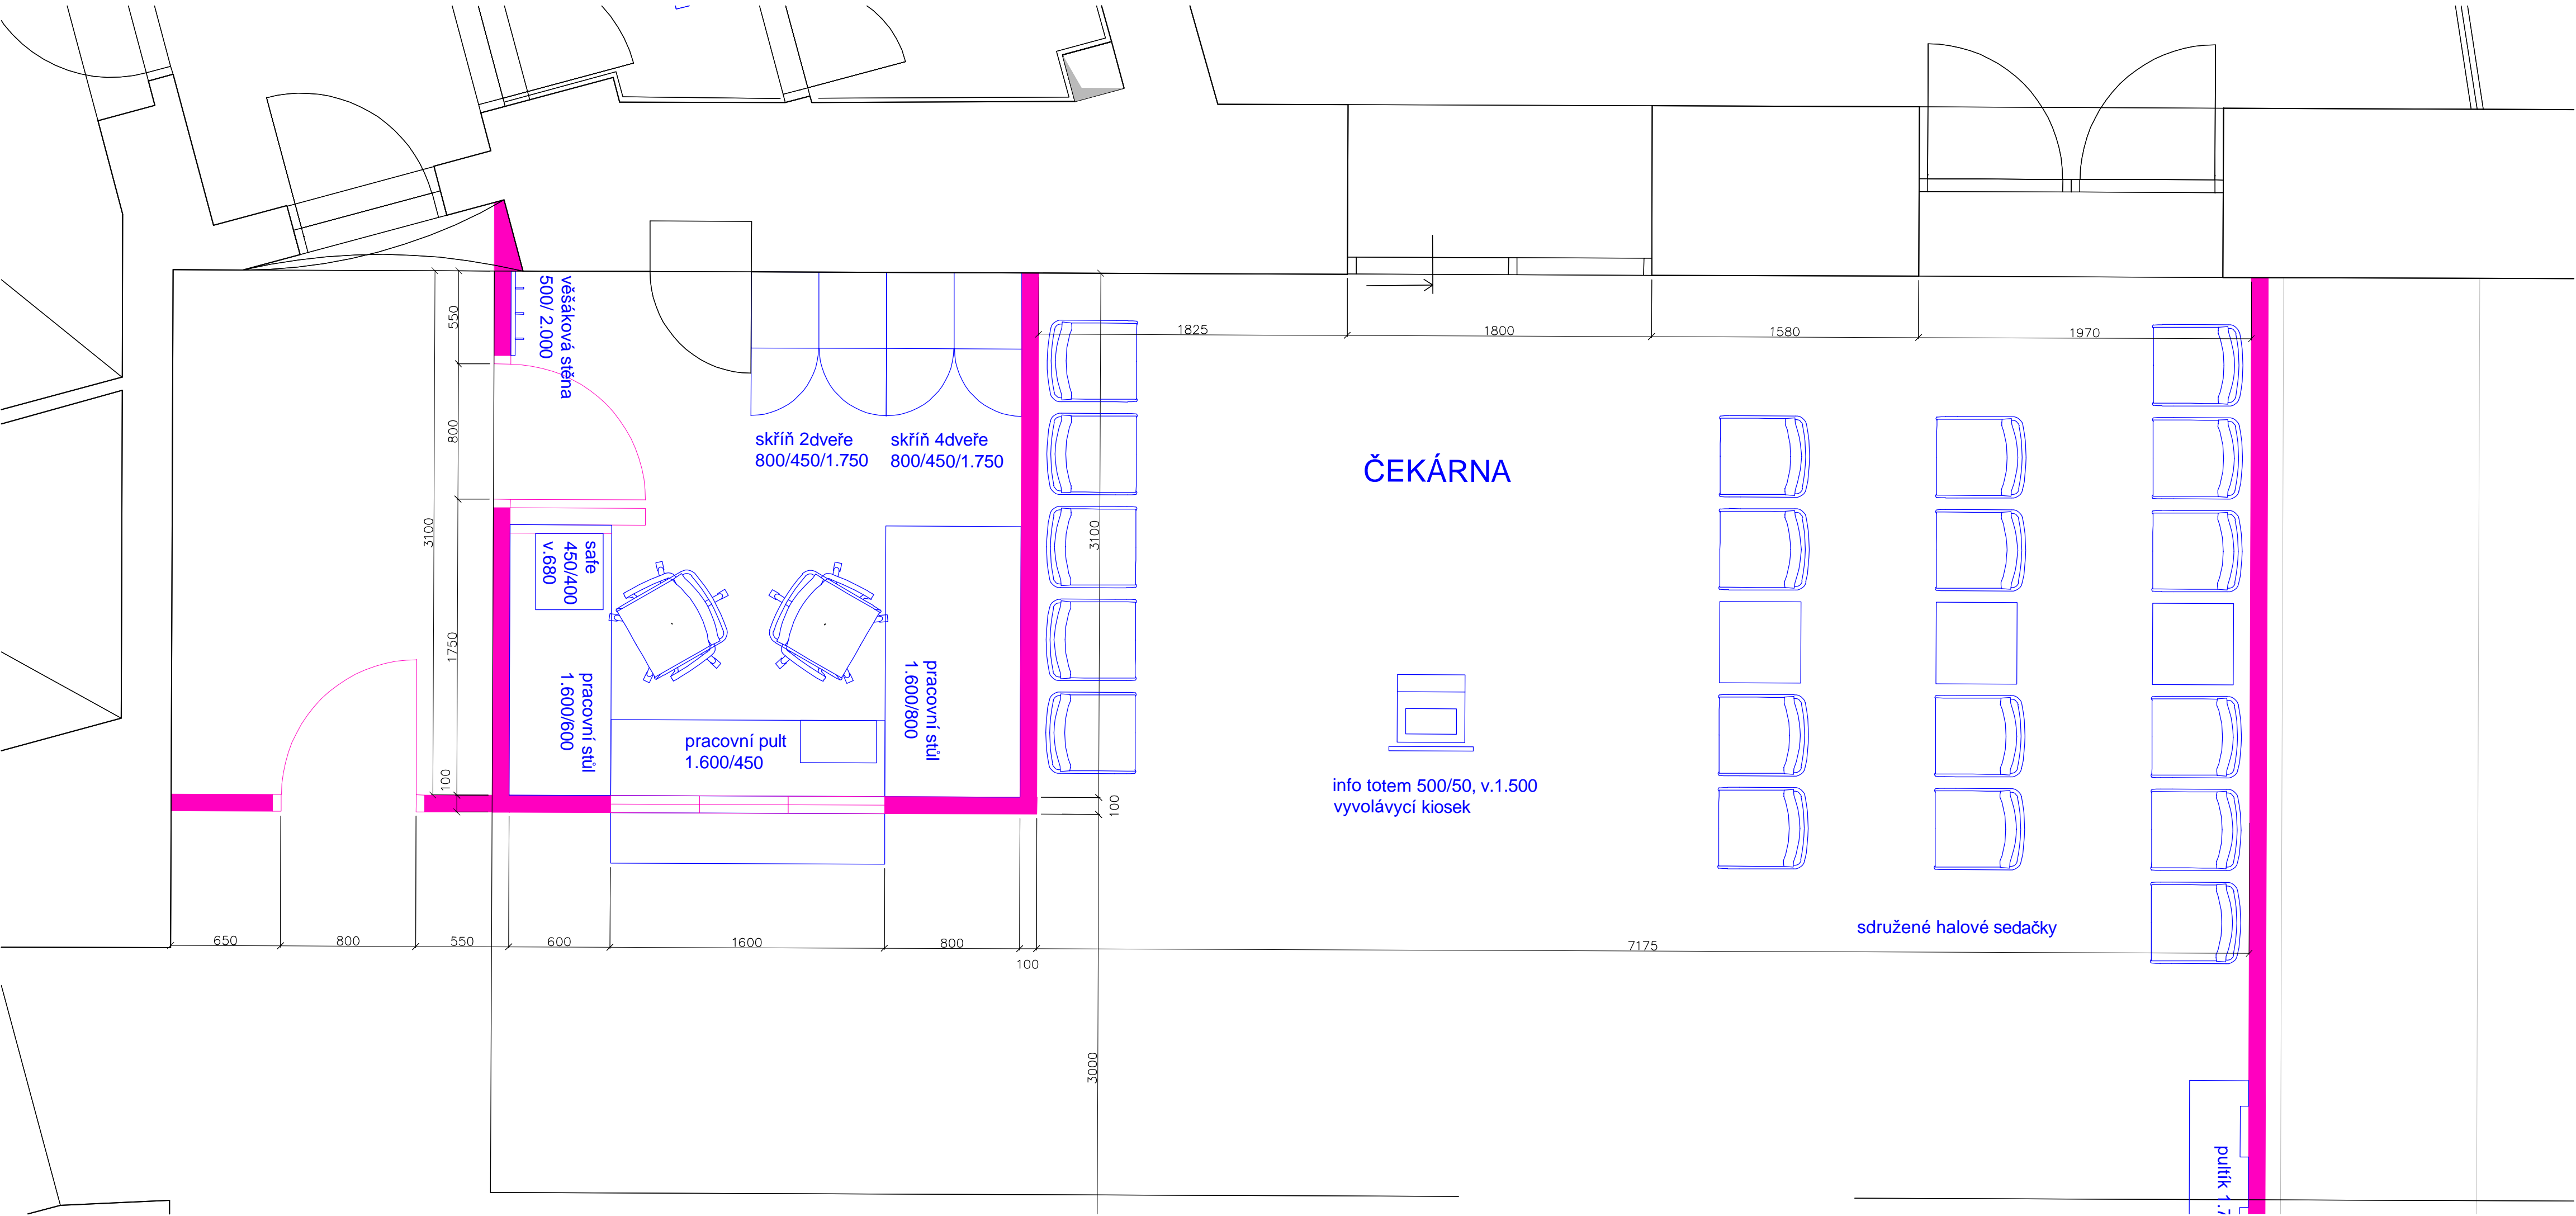 věšáková stěna
500/ 2.000
550
800
3100
1750
100
skříň 2dveře
800/450/1.750
skříň 4dveře
800/450/1.750
safe
450/400
v.680
pracovní stůl
1.600/600
pracovní pult
1.600/450
pracovní stůl
1.600/800
1825
1800
1580
1970
3100
100
3000
ČEKÁRNA
info totem 500/50, v.1.500
vyvolávycí kiosek
sdružené halové sedačky
650
800
550
600
1600
800
100
7175
pultík 1.7